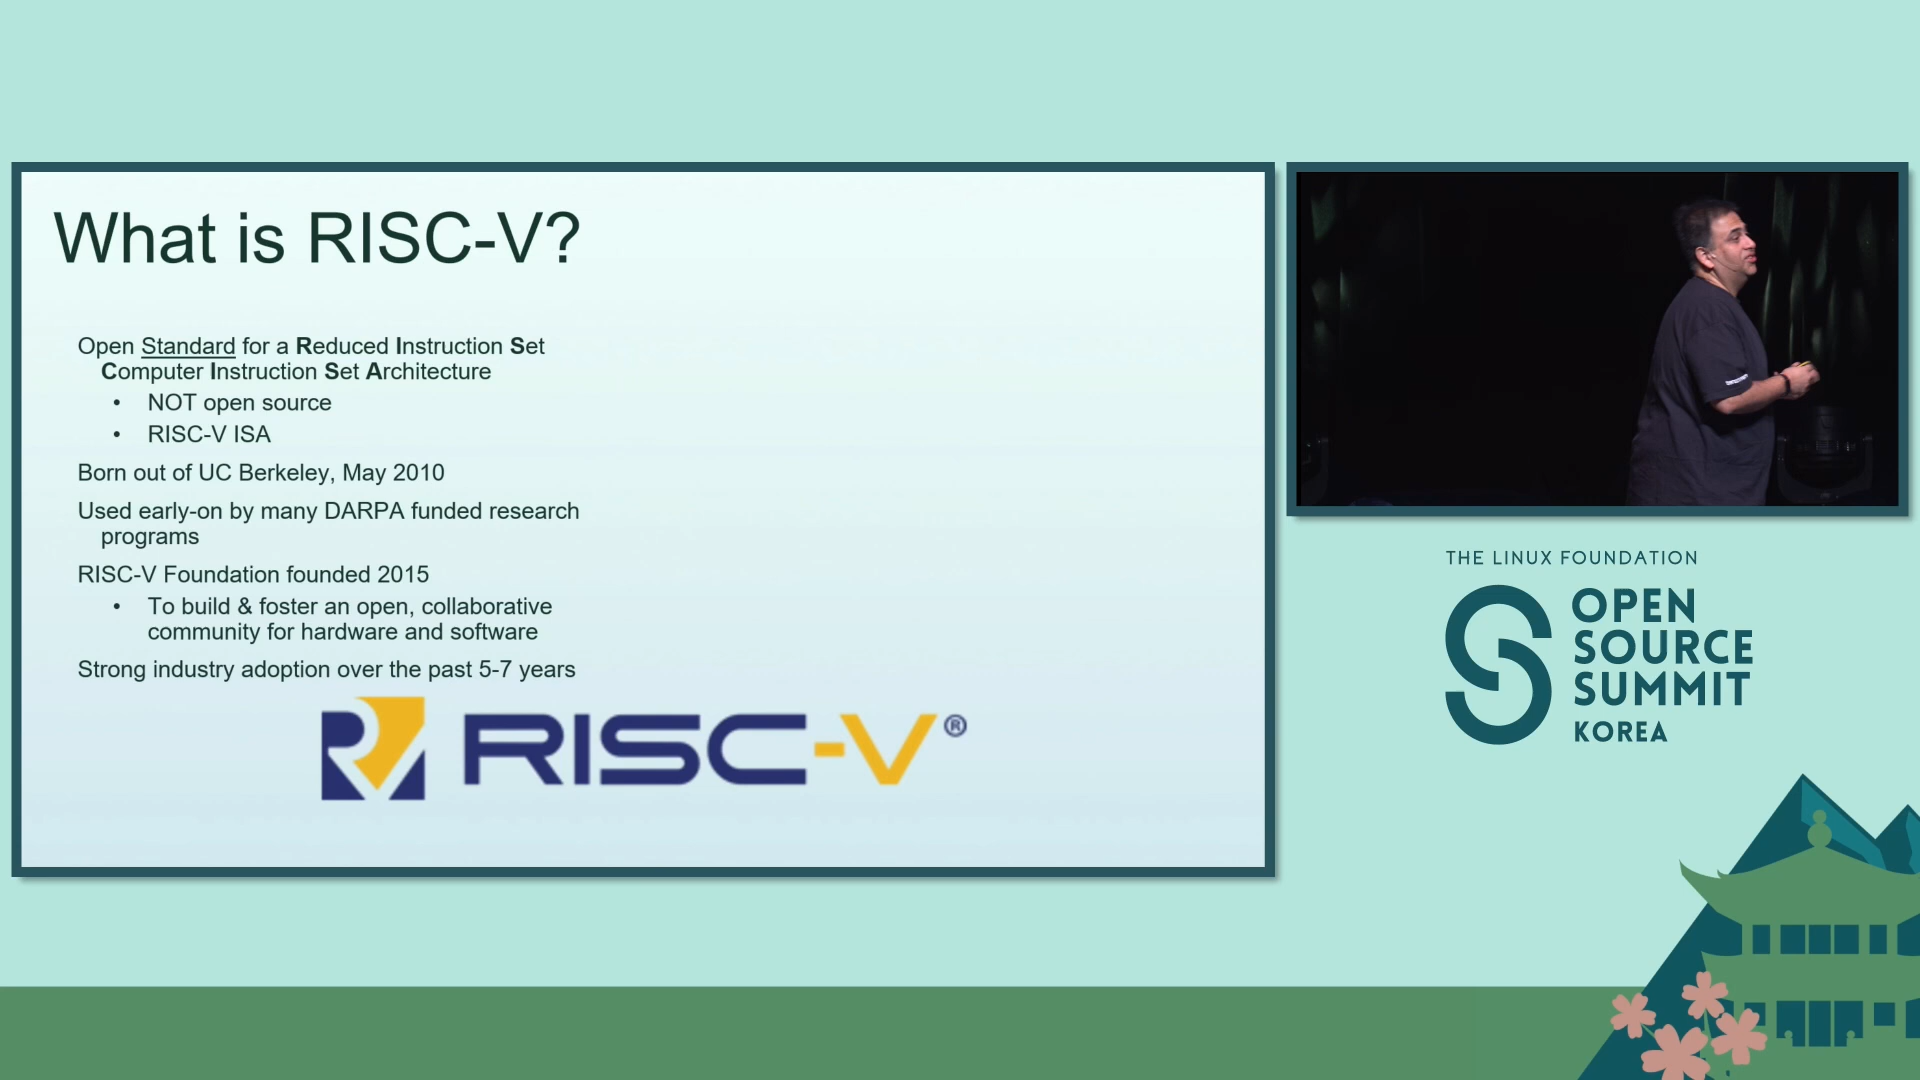 What is RISC-V?
Open Standard for a Reduced Instruction Set
Computer Instruction Set Architecture
• NOT open source
• RISC-V ISA
Born out of UC Berkeley, May 2010
Used early-on by many DARPA funded research
programs
RISC-V Foundation founded 2015
• To build & foster an open, collaborative
community for hardware and software
Strong industry adoption over the past 5-7 years
RISC-V®
THE LINUX FOUNDATION
OPEN
SOURCE
SUMMIT
KOREA